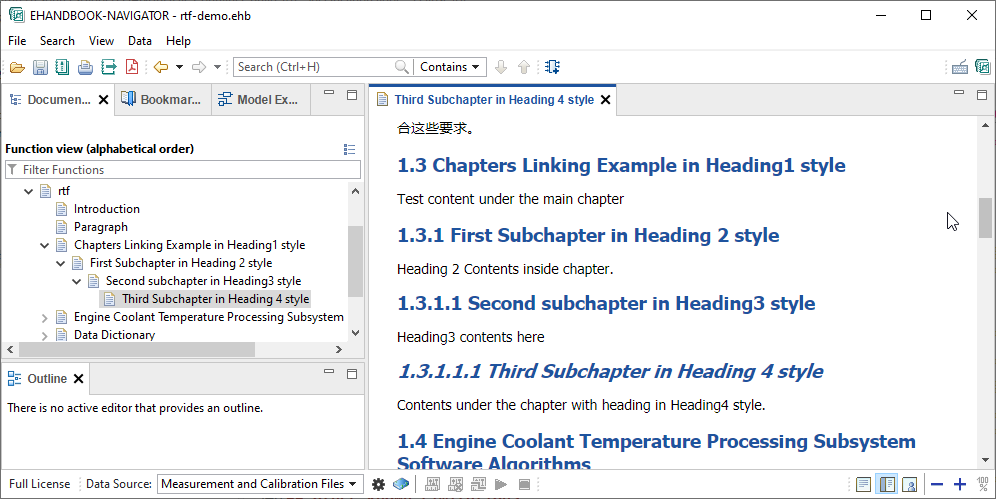 EHANDBOOK-NAVIGATOR - rtf-demo.ehb
File Search View Data Help
Search (Ctrl+H) Contains
Documen... Bookmar... Model Ex...
Function view (alphabetical order)
Filter Functions
rtf
Introduction
Paragraph
Chapters Linking Example in Heading1 style
First Subchapter in Heading 2 style
Second subchapter in Heading3 style
Third Subchapter in Heading 4 style
Engine Coolant Temperature Processing Subsystem
Data Dictionary
Outline
There is no active editor that provides an outline.
Third Subchapter in Heading 4 style
合这些要求。
1.3 Chapters Linking Example in Heading1 style
Test content under the main chapter
1.3.1 First Subchapter in Heading 2 style
Heading 2 Contents inside chapter.
1.3.1.1 Second subchapter in Heading3 style
Heading3 contents here
1.3.1.1.1 Third Subchapter in Heading 4 style
Contents under the chapter with heading in Heading4 style.
1.4 Engine Coolant Temperature Processing Subsystem
Software Algorithms
Full License Data Source: Measurement and Calibration Files 100 %